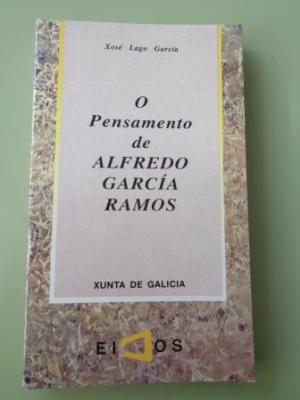 Xosé Lago García
O
Pensamento
de
ALFREDO
GARCÍA
RAMOS
XUNTA DE GALICIA
EIDOS